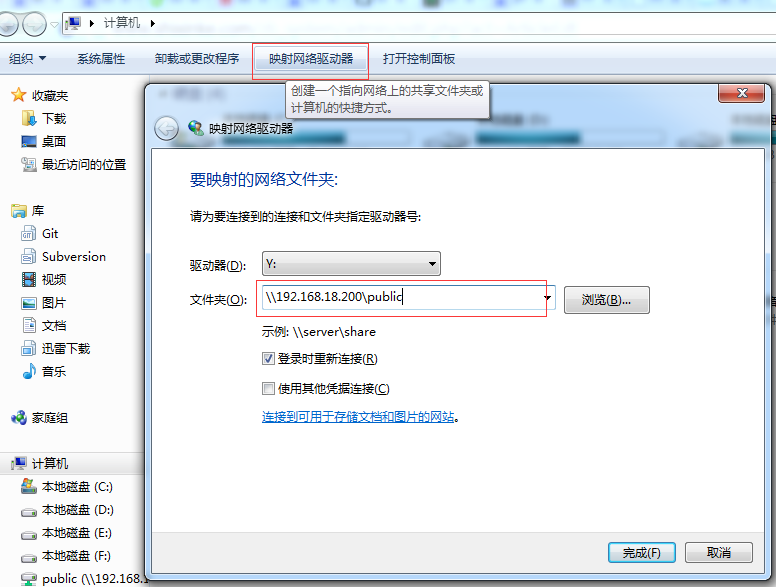 计算机
组织
系统属性
卸载或更改程序
映射网络驱动器
打开控制面板
创建一个指向网络上的共享文件夹或
计算机的快捷方式。
收藏夹
下载
桌面
最近访问的位置
库
Git
Subversion
视频
图片
文档
迅雷下载
音乐
家庭组
计算机
本地磁盘 (C:)
本地磁盘 (D:)
本地磁盘 (E:)
本地磁盘 (F:)
public (\\192.168.1
映射网络驱动器
要映射的网络文件夹:
请为要连接到的连接和文件夹指定驱动器号:
驱动器(D):
Y:
文件夹(O):
\\192.168.18.200\public
浏览(B)...
示例: \\server\share
登录时重新连接(R)
使用其他凭据连接(C)
连接到可用于存储文档和图片的网站。
完成(F)
取消